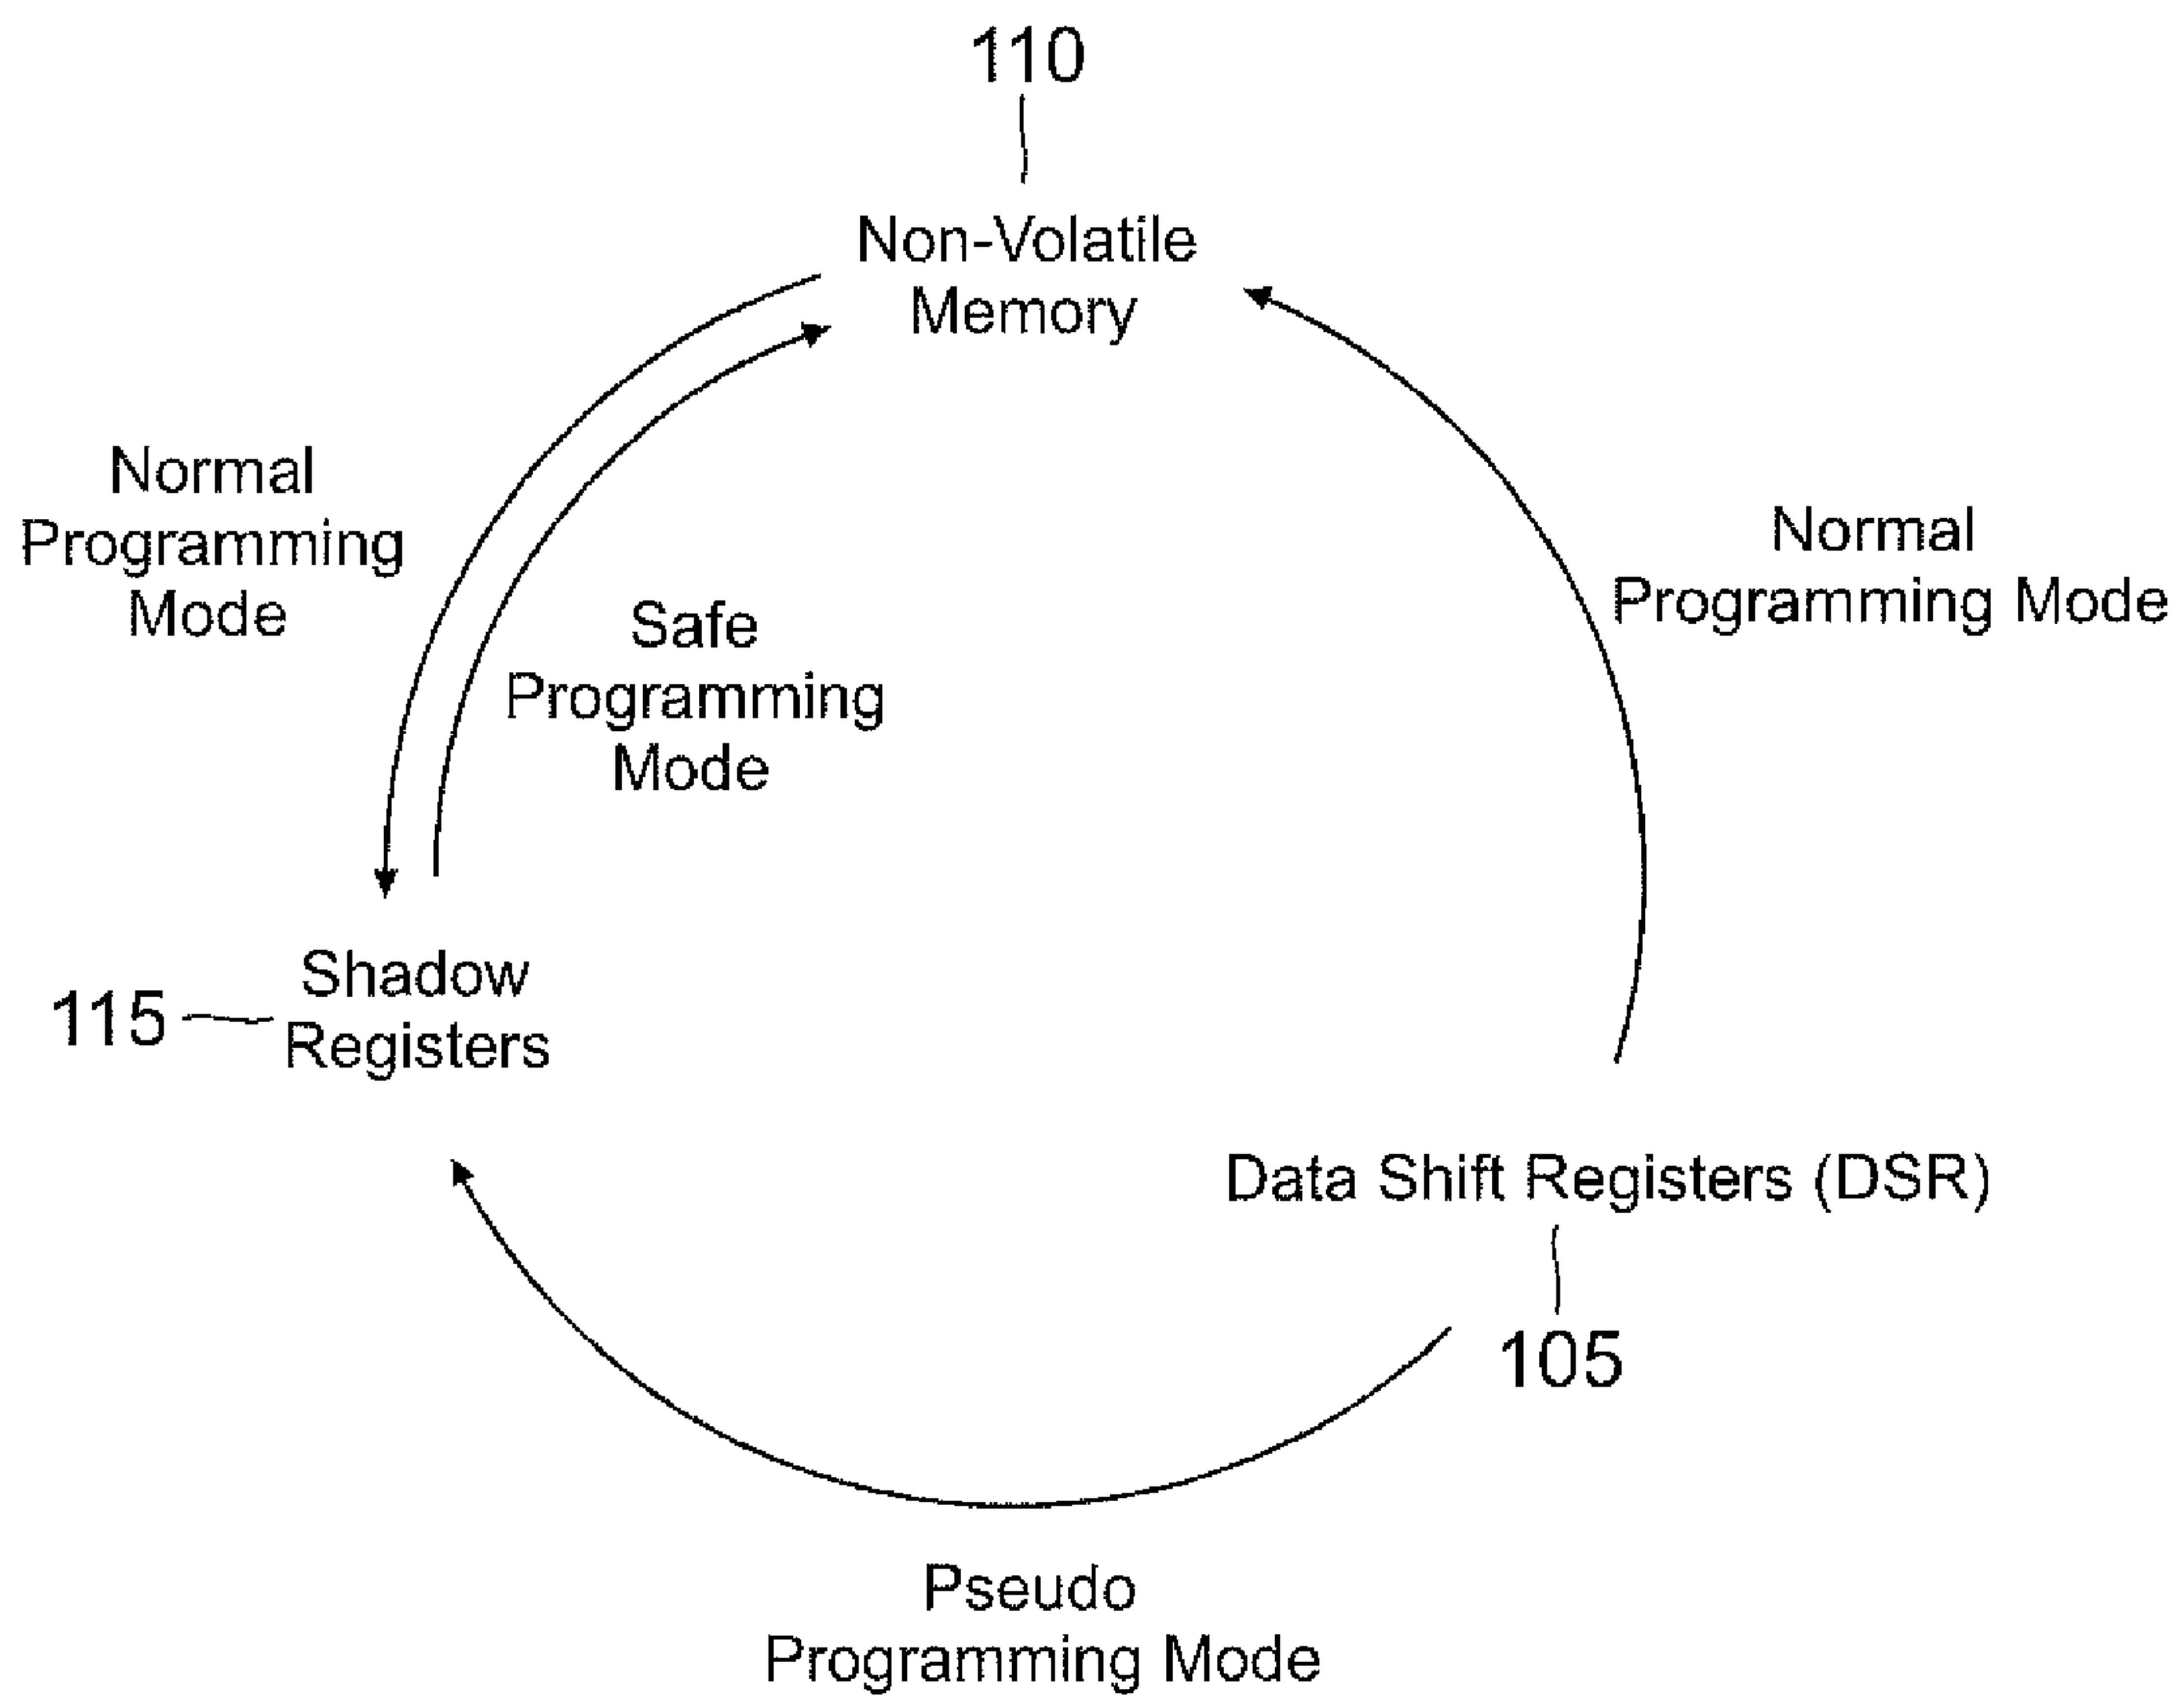 110
Non-Volatile
Memory
Normal
Programming
Mode
Safe
Programming
Mode
Normal
Programming Mode
115
Shadow
Registers
Data Shift Registers (DSR)
105
Pseudo
Programming Mode